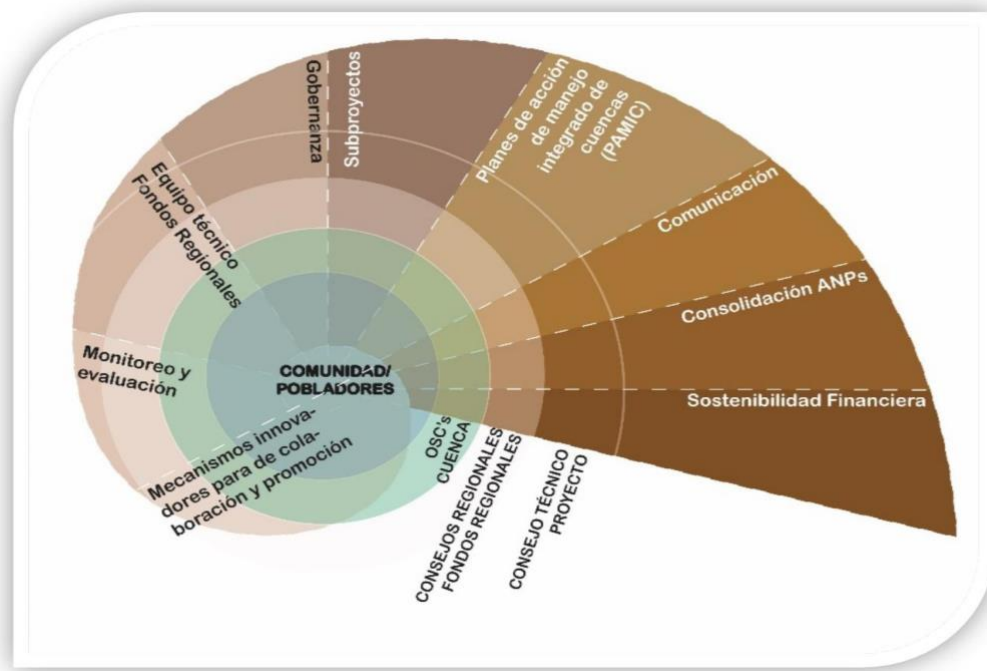 Gobernanza
Subproyectos
Planes de acción
de manejo
integrado de
cuencas
(PAMIC)
Comunicación
Consolidación ANPs
Sostenibilidad Financiera
Equipo técnico
Fondos Regionales
Monitoreo y
evaluación
COMUNIDAD/
POBLADORES
Mecanismos innova-
dores para de cola-
boración y promoción
OSC's
CUENCA
CONSEJOS REGIONALES
FONDOS REGIONALES
CONSEJO TÉCNICO
PROYECTO